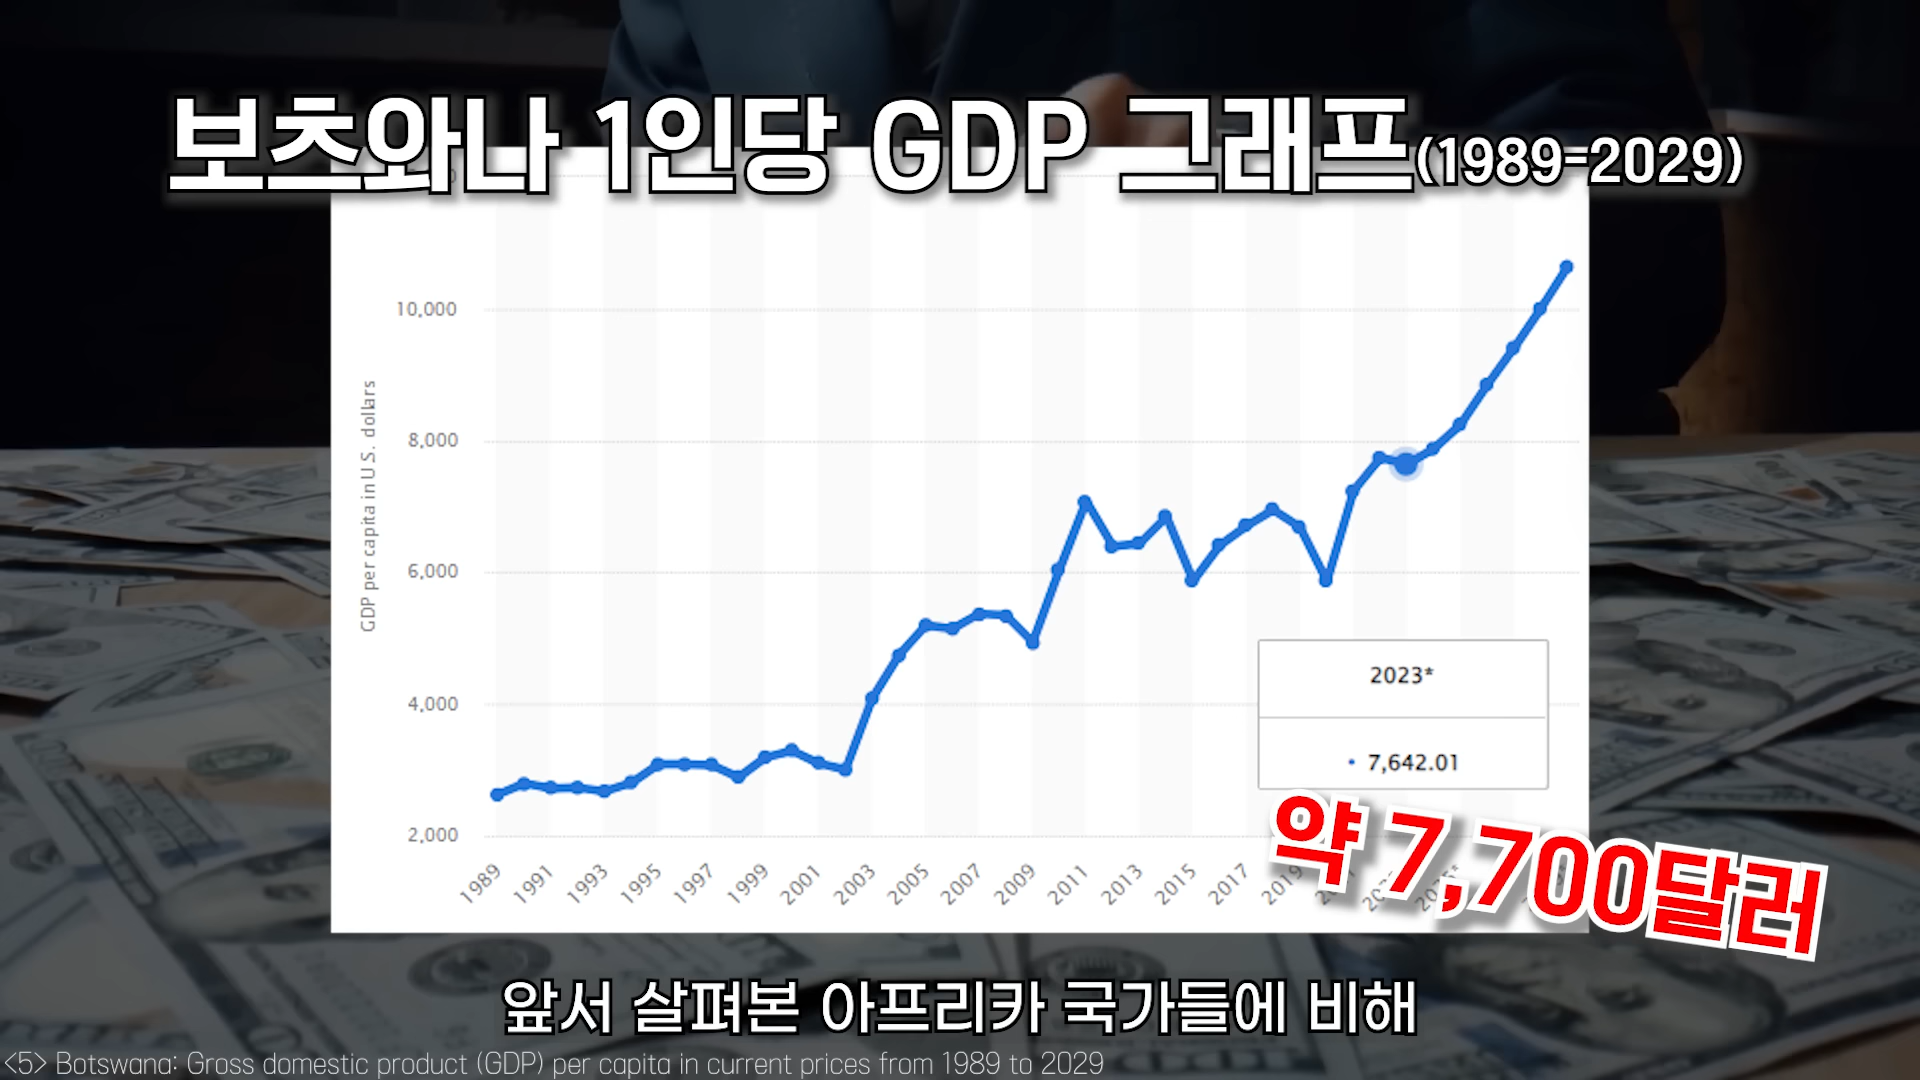 보츠와나 1인당 GDP 그래프(1989-2029)
10,000
8,000
6,000
4,000
2,000
GDP per capita in U.S. dollars
1989 1991 1993 1995 1997 1999 2001 2003 2005 2007 2009 2011 2013 2015 2017 2019
2023*
• 7,642.01
약 7,700달러
앞서 살펴본 아프리카 국가들에 비해
<5> Botswana: Gross domestic product (GDP) per capita in current prices from 1989 to 2029